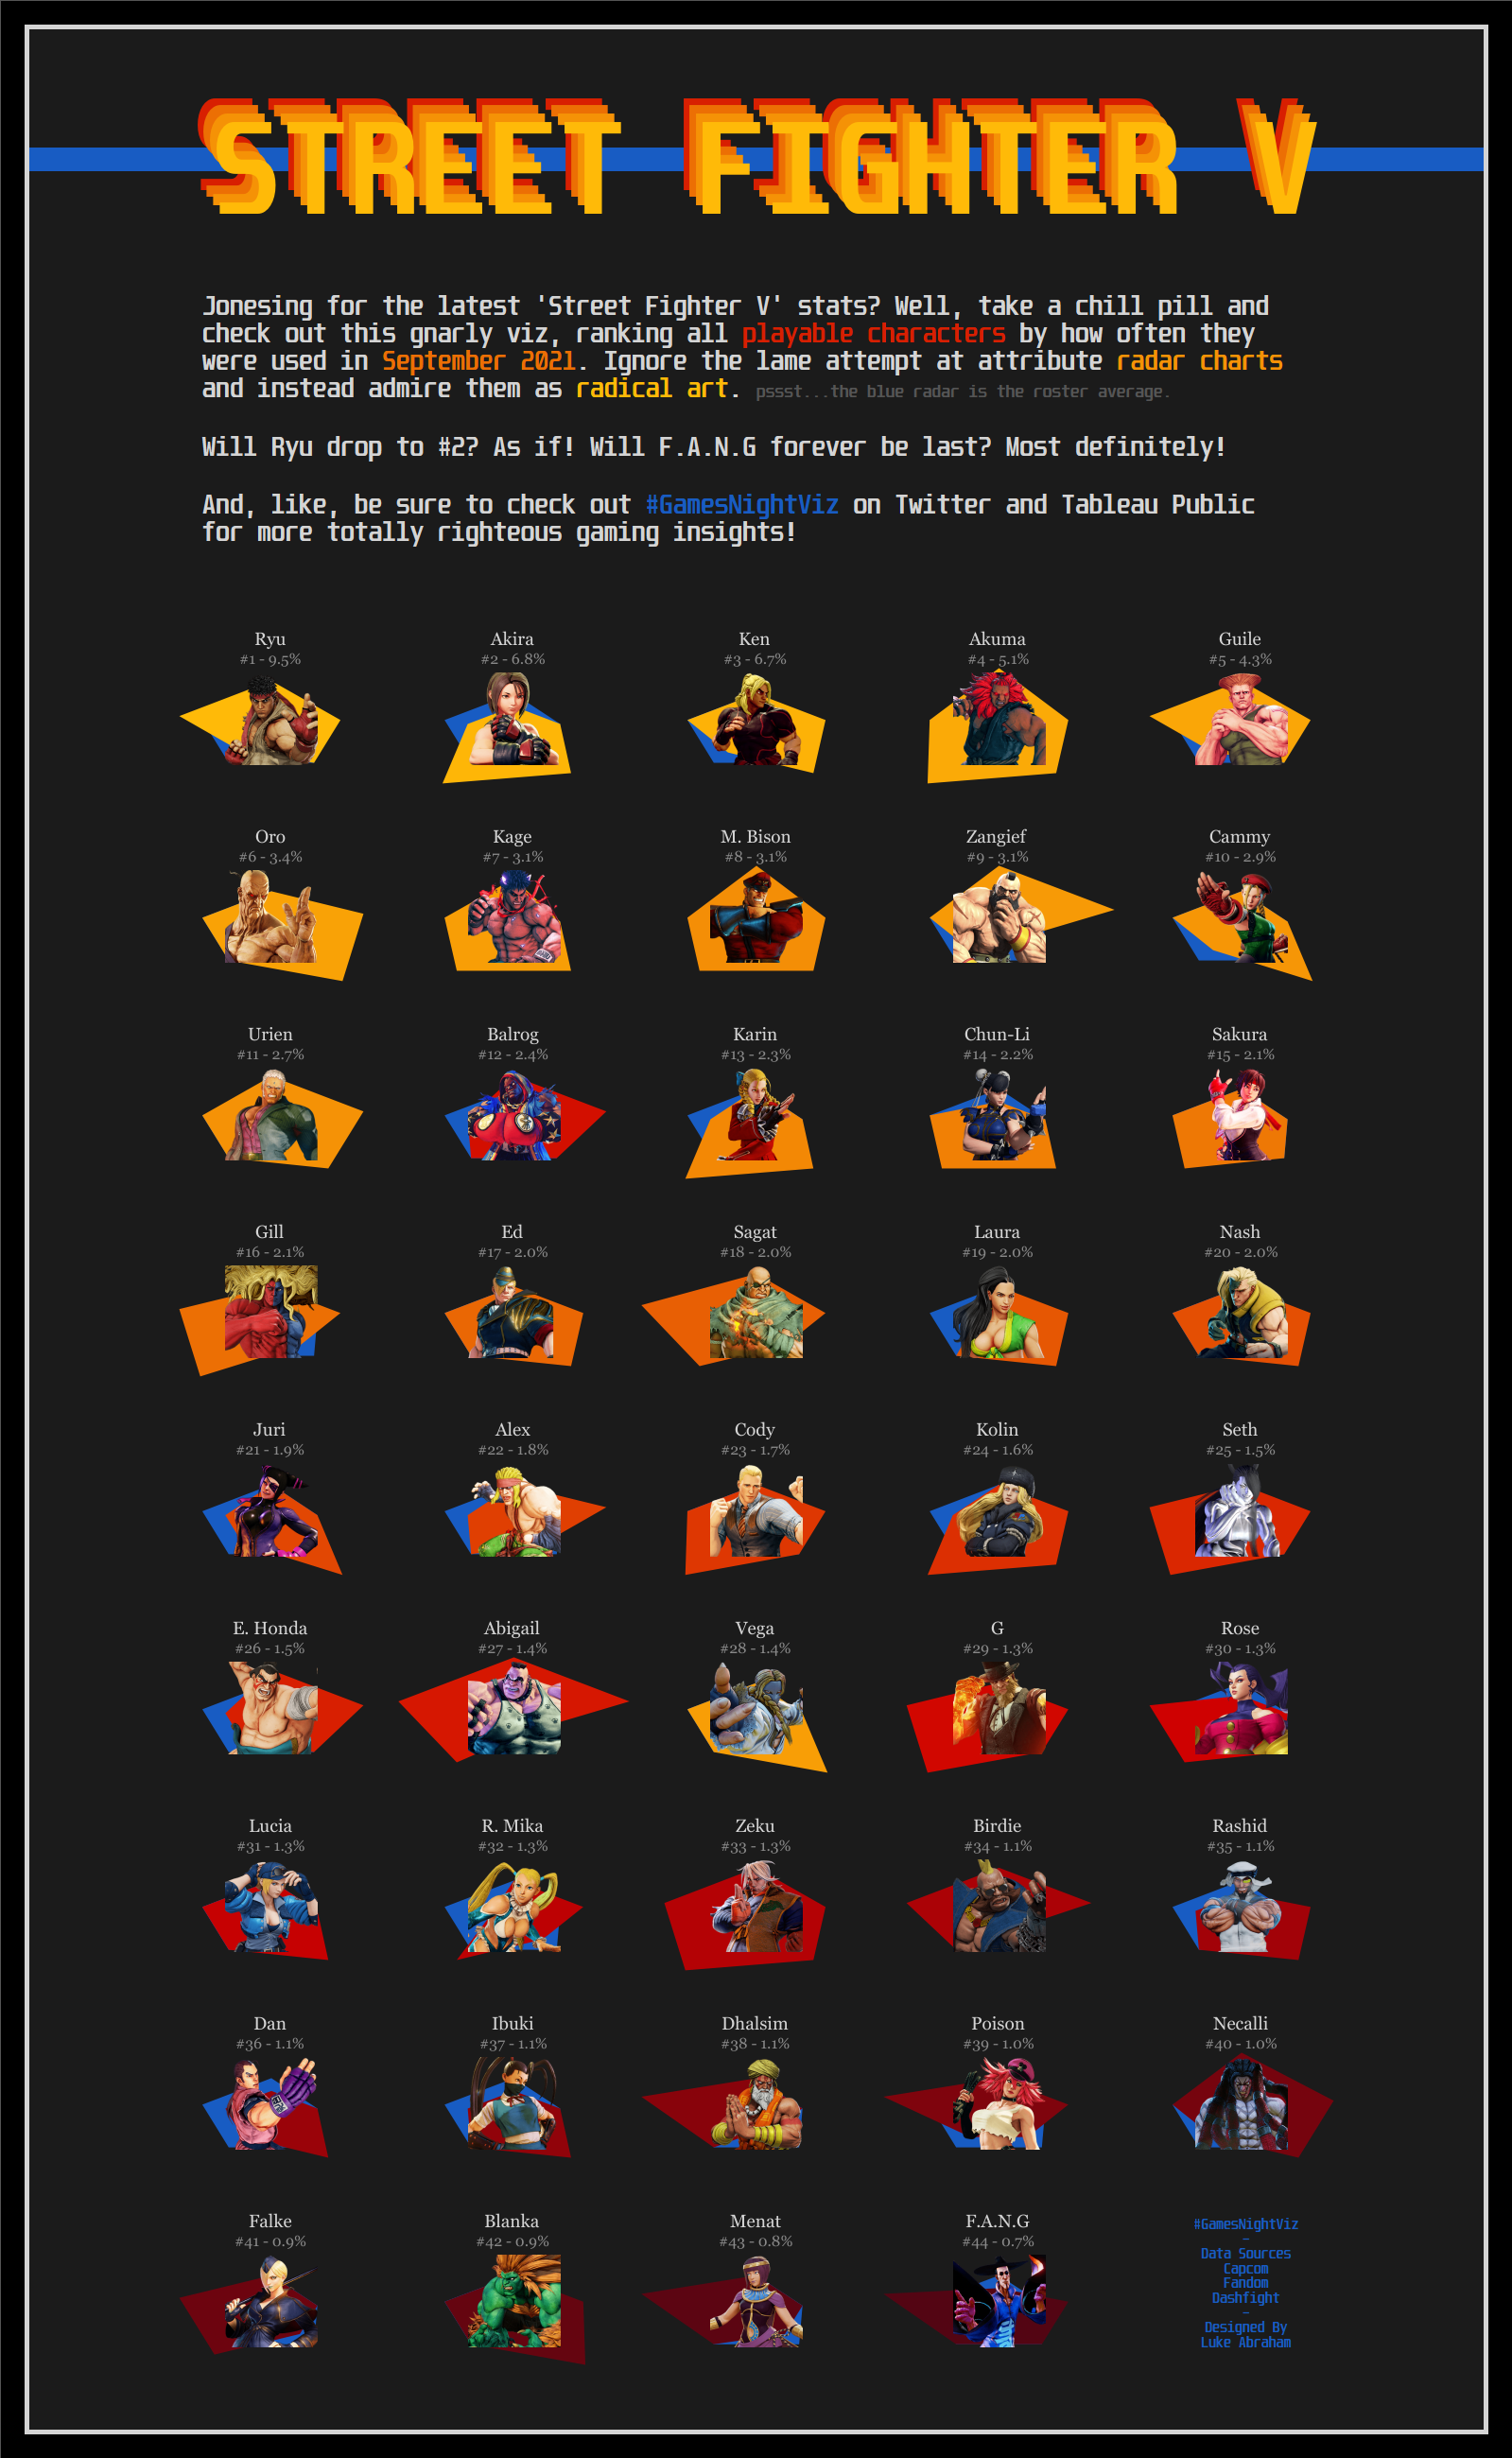 STREET FIGHTER V
Jonesing for the latest 'Street Fighter V' stats? Well, take a chill pill and
check out this gnarly viz, ranking all playable characters by how often they
were used in September 2021. Ignore the lame attempt at attribute radar charts
and instead admire them as radical art. pssst...the blue radar is the roster average.
Will Ryu drop to #2? As if! Will F.A.N.G forever be last? Most definitely!
And, like, be sure to check out #GamesNightViz on Twitter and Tableau Public
for more totally righteous gaming insights!
Ryu
#1 - 9.5%
Akira
#2 - 6.8%
Ken
#3 - 6.7%
Akuma
#4 - 5.1%
Guile
#5 - 4.3%
Oro
#6 - 3.4%
Kage
#7 - 3.1%
M. Bison
#8 - 3.1%
Zangief
#9 - 3.1%
Cammy
#10 - 2.9%
Urien
#11 - 2.7%
Balrog
#12 - 2.4%
Karin
#13 - 2.3%
Chun-Li
#14 - 2.2%
Sakura
#15 - 2.1%
Gill
#16 - 2.1%
Ed
#17 - 2.0%
Sagat
#18 - 2.0%
Laura
#19 - 2.0%
Nash
#20 - 2.0%
Juri
#21 - 1.9%
Alex
#22 - 1.8%
Cody
#23 - 1.7%
Kolin
#24 - 1.6%
Seth
#25 - 1.5%
E. Honda
#26 - 1.5%
Abigail
#27 - 1.4%
Vega
#28 - 1.4%
G
#29 - 1.3%
Rose
#30 - 1.3%
Lucia
#31 - 1.3%
R. Mika
#32 - 1.3%
Zeku
#33 - 1.3%
Birdie
#34 - 1.1%
Rashid
#35 - 1.1%
Dan
#36 - 1.1%
Ibuki
#37 - 1.1%
Dhalsim
#38 - 1.1%
Poison
#39 - 1.0%
Necalli
#40 - 1.0%
Falke
#41 - 0.9%
Blanka
#42 - 0.9%
Menat
#43 - 0.8%
F.A.N.G
#44 - 0.7%
#GamesNightViz
-
Data Sources
Capcom
Fandom
Dashfight
-
Designed By
Luke Abraham